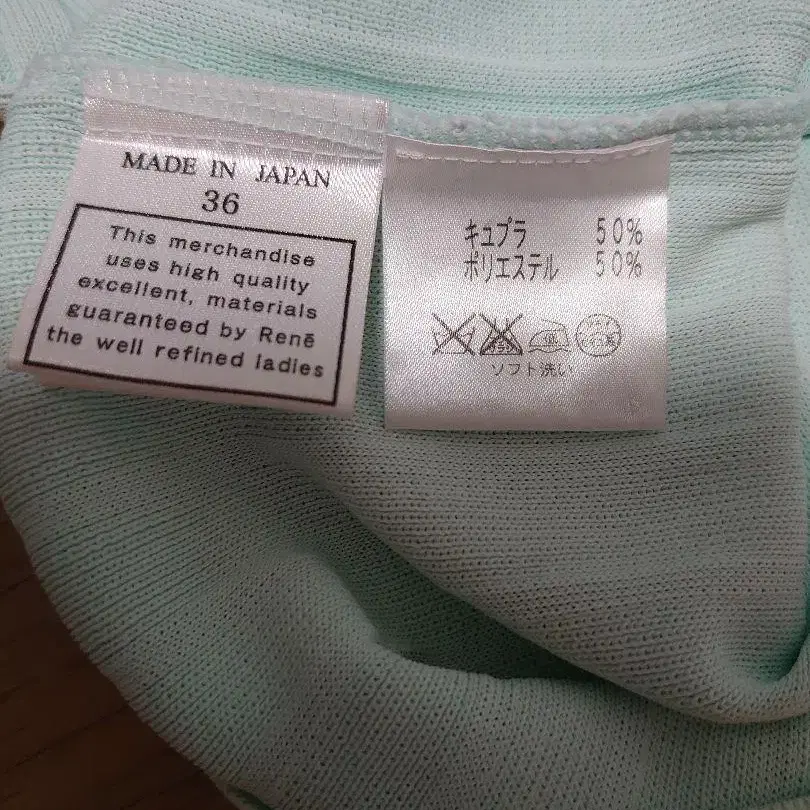 MADE IN JAPAN
36
This merchandise
uses high quality
excellent, materials
guaranteed by Renē
the well refined ladies
キュプラ 50%
ポリエステル 50%
ソフト洗い